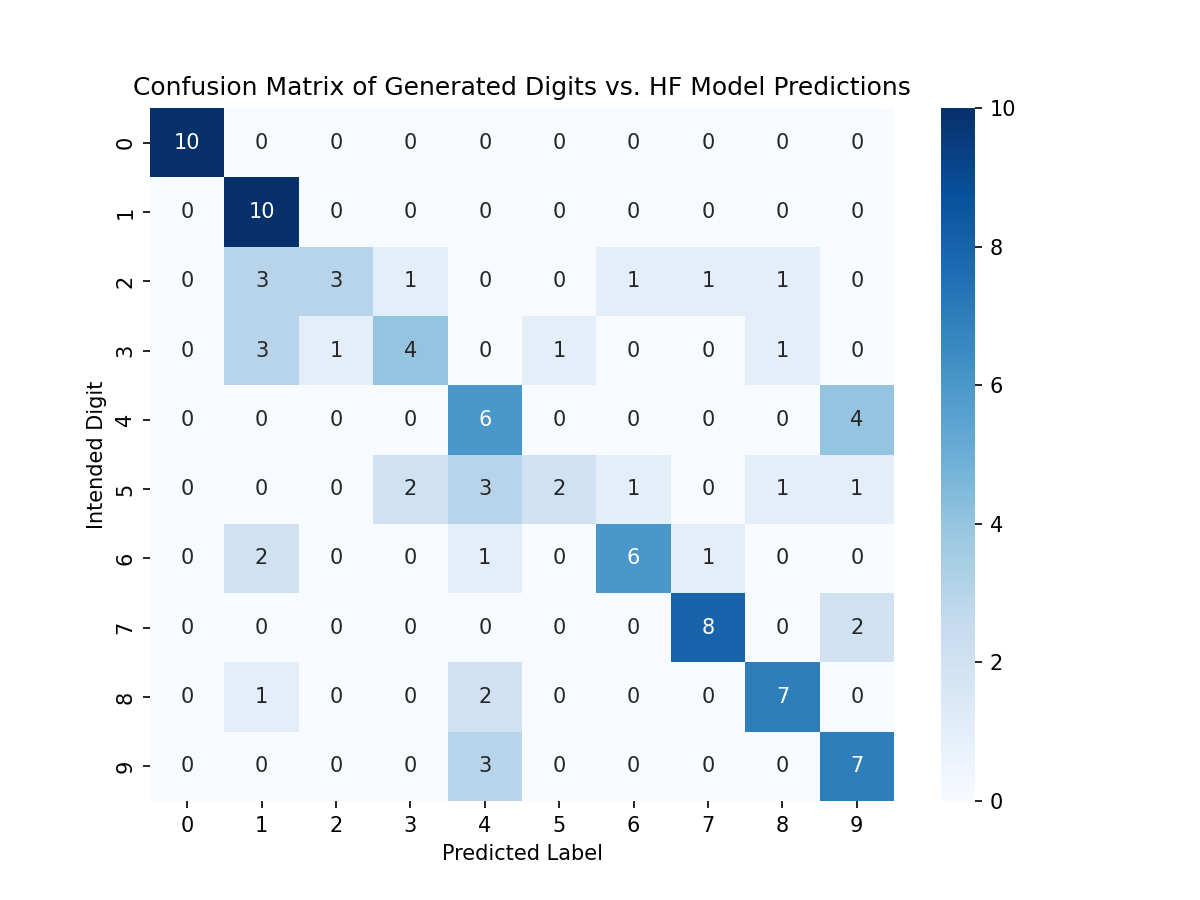 Confusion Matrix of Generated Digits vs. HF Model Predictions
0 10 0 0 0 0 0 0 0 0 0
1 0 10 0 0 0 0 0 0 0 0
2 0 3 3 1 0 0 1 1 1 0
3 0 3 1 4 0 1 0 0 1 0
4 0 0 0 0 6 0 0 0 0 4
5 0 0 0 2 3 2 1 0 1 1
6 0 2 0 0 1 0 6 1 0 0
7 0 0 0 0 0 0 0 8 0 2
8 0 1 0 0 2 0 0 0 7 0
9 0 0 0 0 3 0 0 0 0 7
0 1 2 3 4 5 6 7 8 9
Predicted Label
Intended Digit
10
8
6
4
2
0